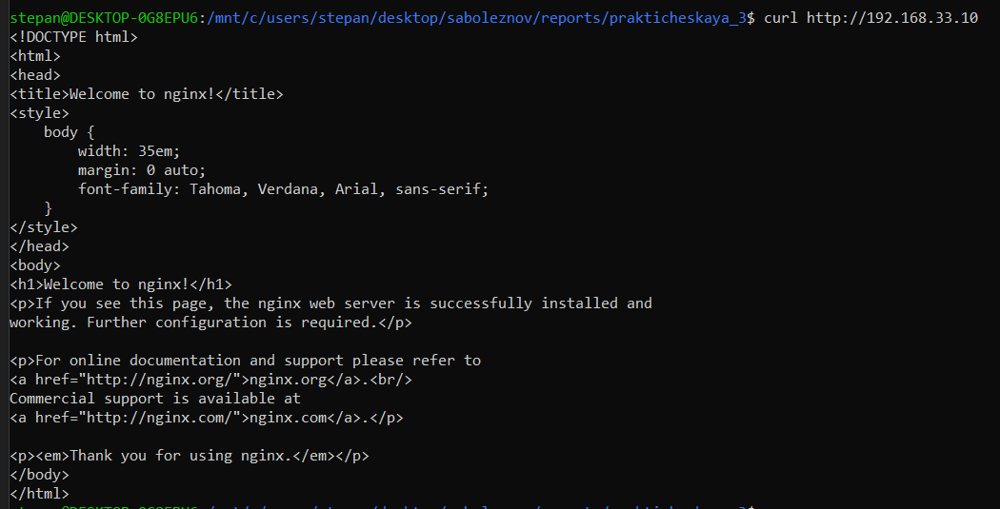 stepan@DESKTOP-0G8EPU6:/mnt/c/users/stepan/desktop/saboleznov/reports/prakticheskaya_3$ curl http://192.168.33.10
<!DOCTYPE html>
<html>
<head>
<title>Welcome to nginx!</title>
<style>
    body {
        width: 35em;
        margin: 0 auto;
        font-family: Tahoma, Verdana, Arial, sans-serif;
    }
</style>
</head>
<body>
<h1>Welcome to nginx!</h1>
<p>If you see this page, the nginx web server is successfully installed and
working. Further configuration is required.</p>

<p>For online documentation and support please refer to
<a href="http://nginx.org/">nginx.org</a>.<br/>
Commercial support is available at
<a href="http://nginx.com/">nginx.com</a>.</p>

<p><em>Thank you for using nginx.</em></p>
</body>
</html>